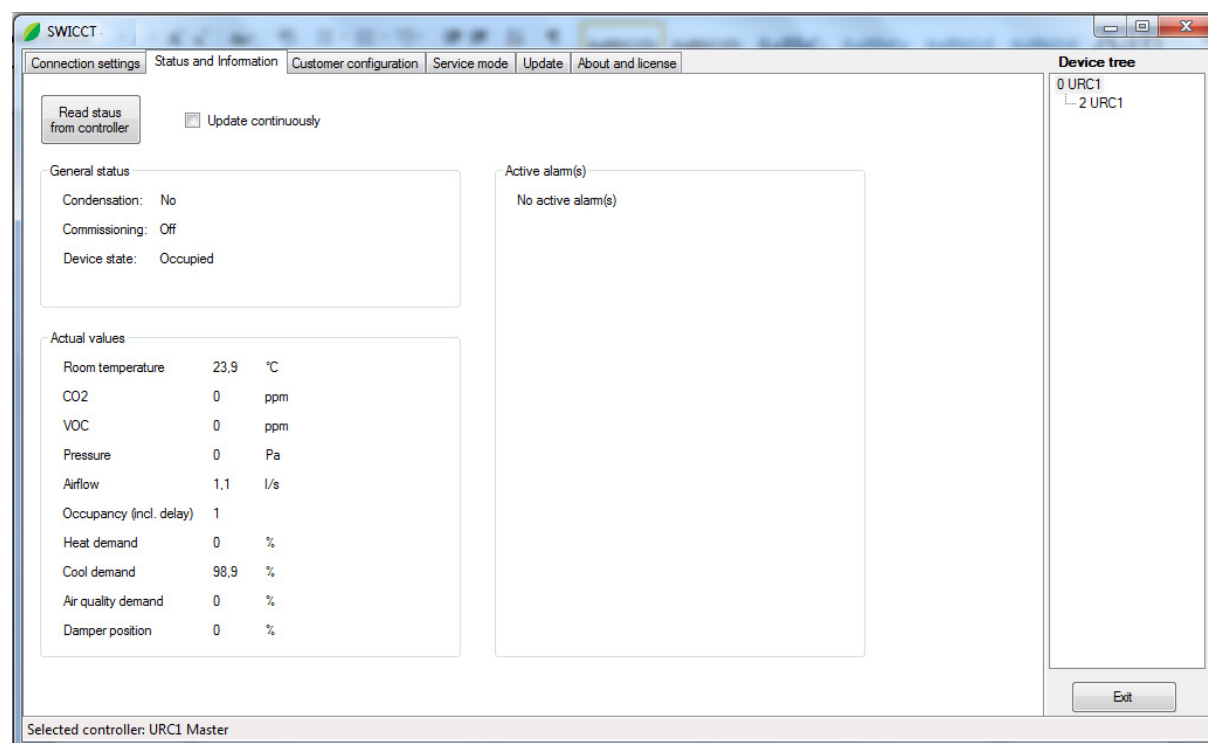 SWICCT
Connection settings Status and Information Customer configuration Service mode Update About and license
Device tree
0 URC1
2 URC1
Read staus
from controller
Update continuously
General status
Condensation: No
Commissioning: Off
Device state: Occupied
Active alarm(s)
No active alarm(s)
Actual values
Room temperature 23,9 °C
CO2 0 ppm
VOC 0 ppm
Pressure 0 Pa
Airflow 1,1 l/s
Occupancy (incl. delay) 1
Heat demand 0 %
Cool demand 98,9 %
Air quality demand 0 %
Damper position 0 %
Exit
Selected controller: URC1 Master